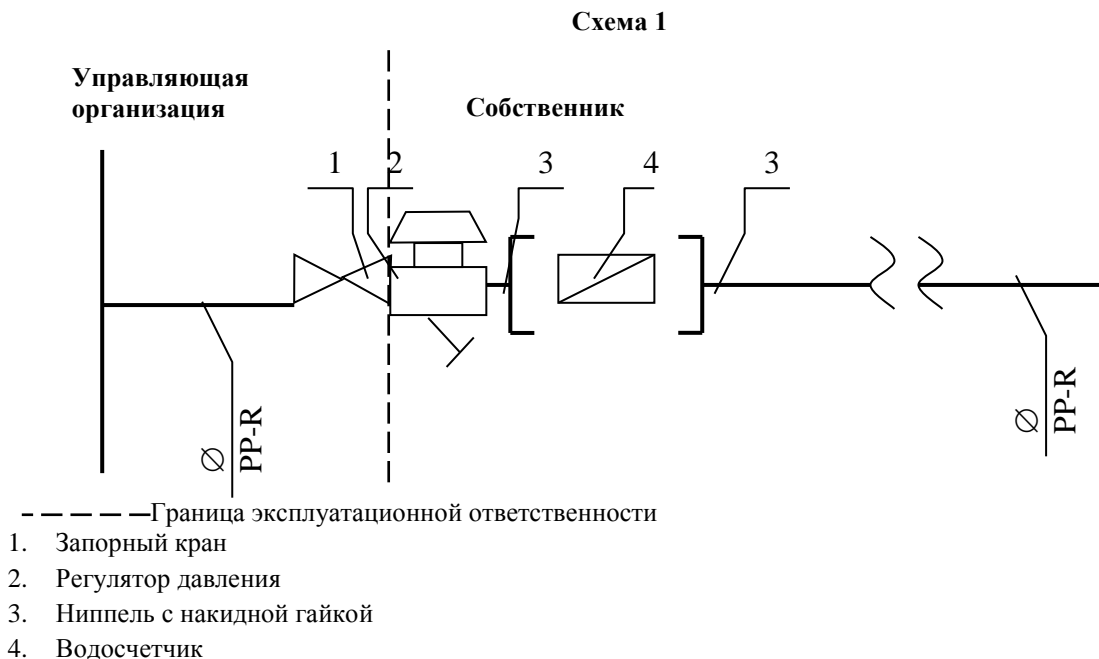 Схема 1
Управляющая
организация
Собственник
1 2 3 4 3
∅ PP-R
∅ PP-R
Граница эксплуатационной ответственности
1. Запорный кран
2. Регулятор давления
3. Ниппель с накидной гайкой
4. Водосчетчик